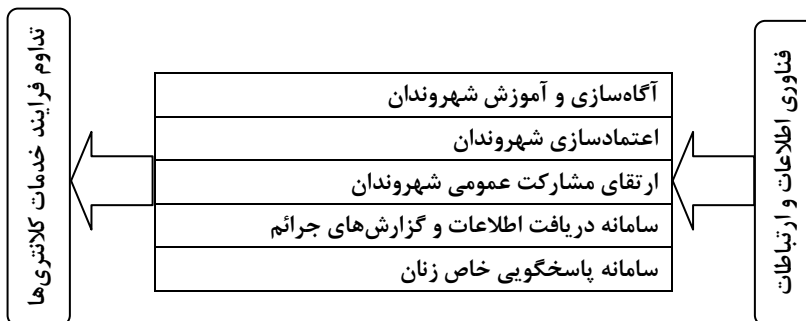 فناوری اطلاعات و ارتباطات
آگاه‌سازی و آموزش شهروندان
اعتمادسازی شهروندان
ارتقای مشارکت عمومی شهروندان
سامانه دریافت اطلاعات و گزارش‌های جرائم
سامانه پاسخگویی خاص زنان
تداوم فرایند خدمات کلانتری‌ها